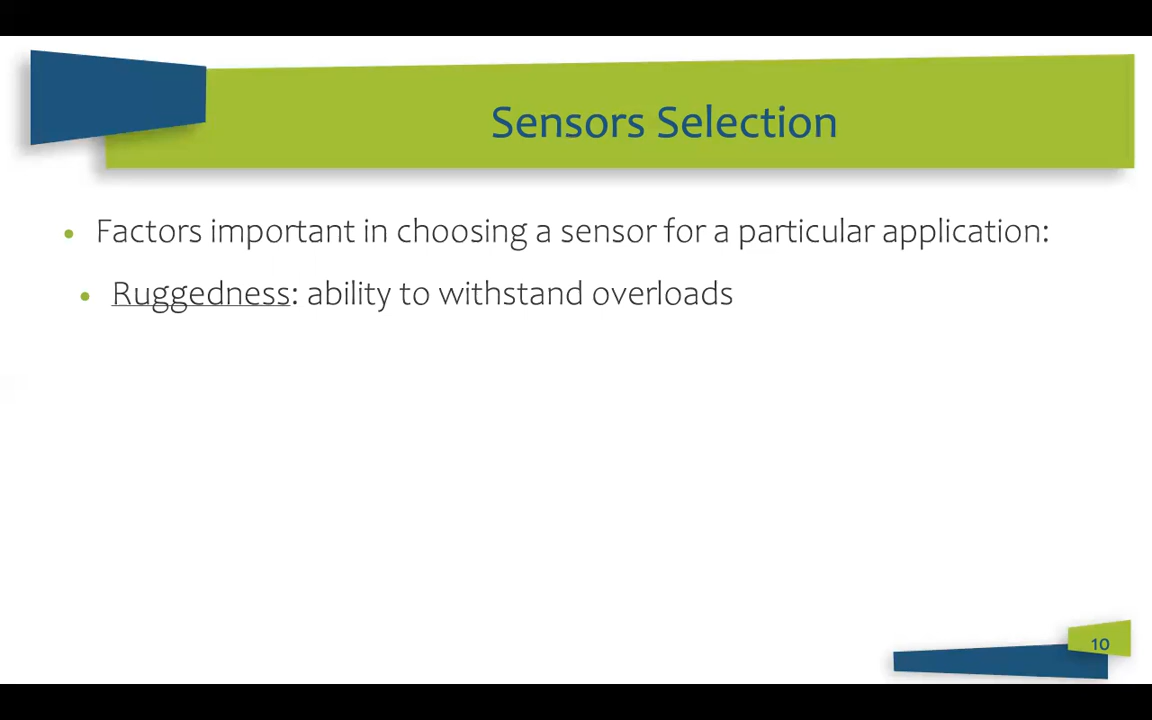 Sensors Selection
• Factors important in choosing a sensor for a particular application:
• Ruggedness: ability to withstand overloads
10